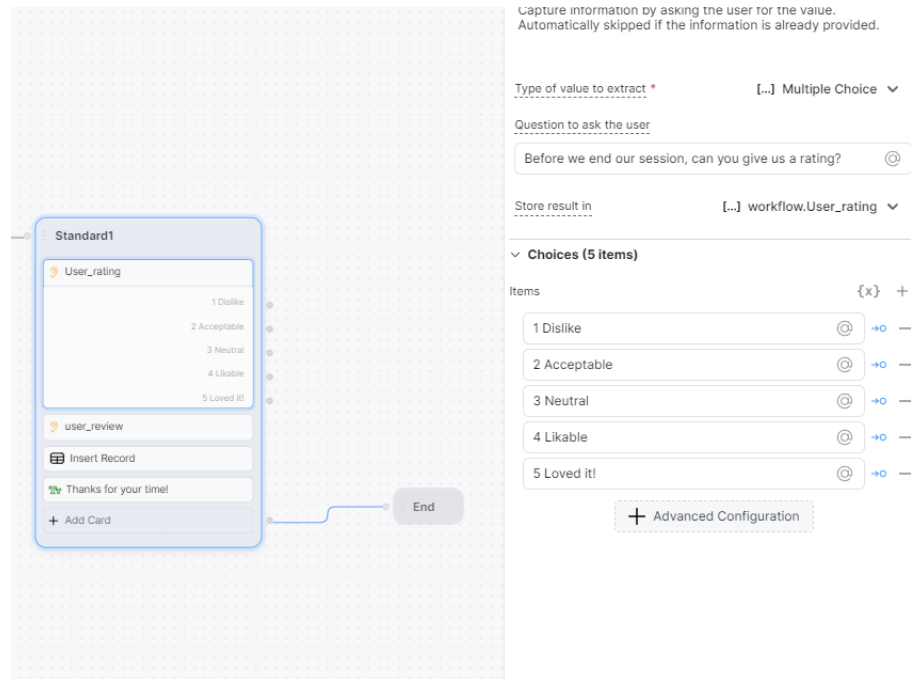 Capture information by asking the user for the value.
Automatically skipped if the information is already provided.
Type of value to extract *
[...] Multiple Choice
Question to ask the user
Before we end our session, can you give us a rating?
Store result in
[...] workflow.User_rating
Choices (5 items)
Items
{x} +
1 Dislike
2 Acceptable
3 Neutral
4 Likable
5 Loved it!
+ Advanced Configuration
Standard1
User_rating
1 Dislike
2 Acceptable
3 Neutral
4 Likable
5 Loved it!
user_review
Insert Record
Thanks for your time!
+ Add Card
End